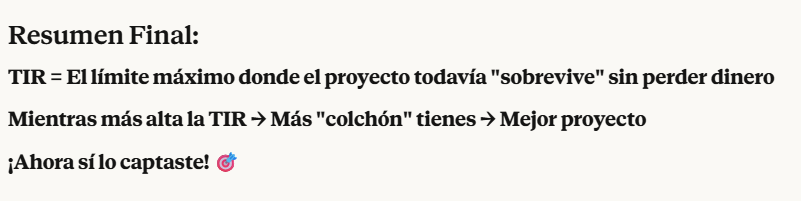 Resumen Final:
TIR = El límite máximo donde el proyecto todavía "sobrevive" sin perder dinero
Mientras más alta la TIR → Más "colchón" tienes → Mejor proyecto
¡Ahora sí lo captaste! 🎯